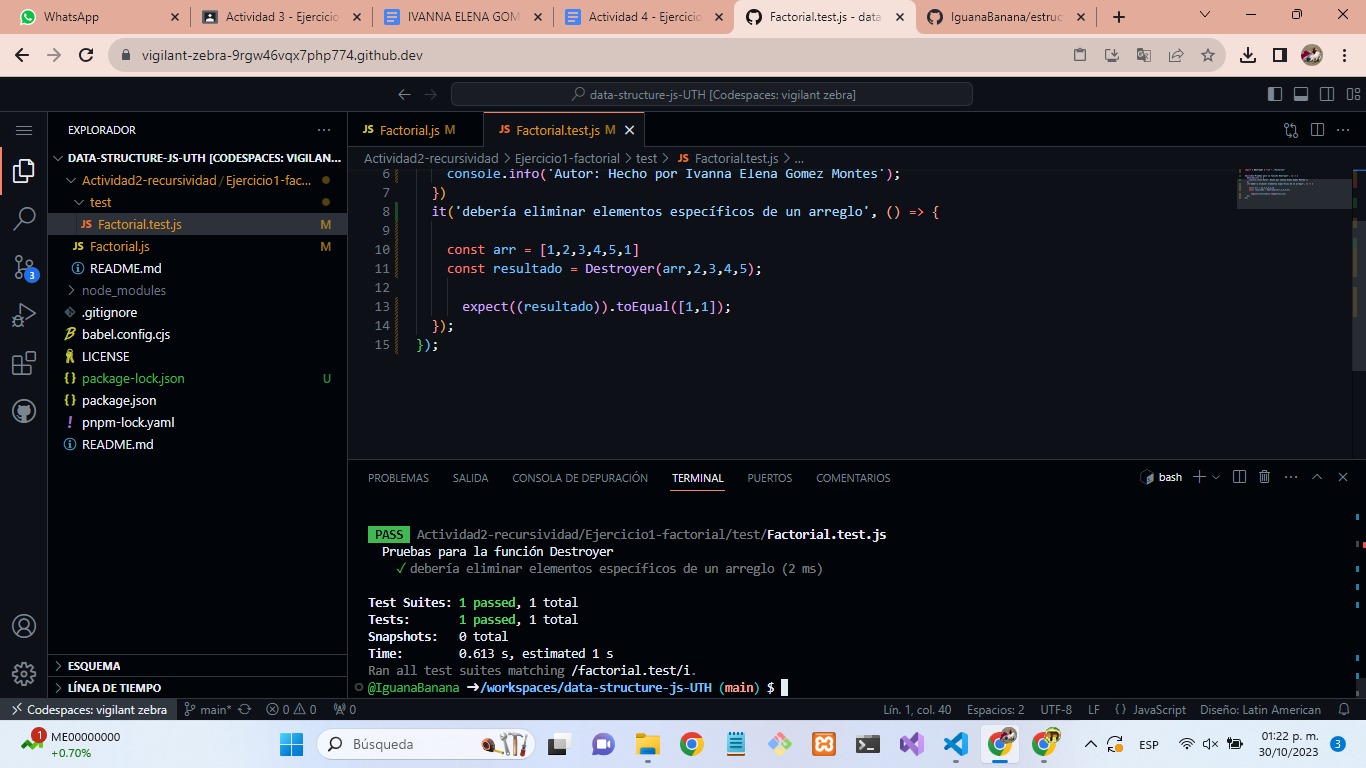 WhatsApp
Actividad 3 - Ejercicio
IVANNA ELENA GOM
Actividad 4 - Ejercicio
Factorial.test.js - data
IguanaBanana/estruc
vigilant-zebra-9rgw46vqx7php774.github.dev
data-structure-js-UTH [Codespaces: vigilant zebra]
EXPLORADOR
DATA-STRUCTURE-JS-UTH [CODESPACES: VIGILAN...
Actividad2-recursividad / Ejercicio1-fac...
test
JS Factorial.test.js M
JS Factorial.js M
README.md
node_modules
.gitignore
babel.config.cjs
LICENSE
{} package-lock.json U
{} package.json
! pnpm-lock.yaml
README.md
3
ESQUEMA
LÍNEA DE TIEMPO
JS Factorial.js M
JS Factorial.test.js M
Actividad2-recursividad > Ejercicio1-factorial > test > JS Factorial.test.js > ...
6 console.info('Autor: Hecho por Ivanna Elena Gomez Montes');
7 })
8 it('debería eliminar elementos específicos de un arreglo', () => {
9
10 const arr = [1,2,3,4,5,1]
11 const resultado = Destroyer(arr,2,3,4,5);
12
13 expect((resultado)).toEqual([1,1]);
14 });
15 });
PROBLEMAS SALIDA CONSOLA DE DEPURACIÓN TERMINAL PUERTOS COMENTARIOS
bash
PASS Actividad2-recursividad/Ejercicio1-factorial/test/Factorial.test.js
Pruebas para la función Destroyer
✓ debería eliminar elementos específicos de un arreglo (2 ms)
Test Suites: 1 passed, 1 total
Tests: 1 passed, 1 total
Snapshots: 0 total
Time: 0.613 s, estimated 1 s
Ran all test suites matching /factorial.test/i.
@IguanaBanana ➜/workspaces/data-structure-js-UTH (main) $
Codespaces: vigilant zebra main* 0 0 0 Lín. 1, col. 40 Espacios: 2 UTF-8 LF {} JavaScript Diseño: Latin American
1
ME00000000
+0.70%
Búsqueda
ESP
01:22 p. m.
30/10/2023
3